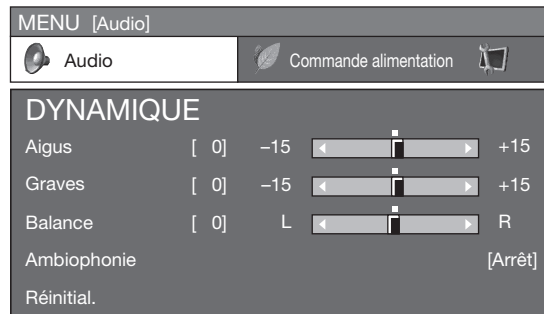 MENU [Audio]
Audio Commande alimentation
DYNAMIQUE
Aigus [ 0] –15 +15
Graves [ 0] –15 +15
Balance [ 0] L R
Ambiophonie [Arrêt]
Réinitial.